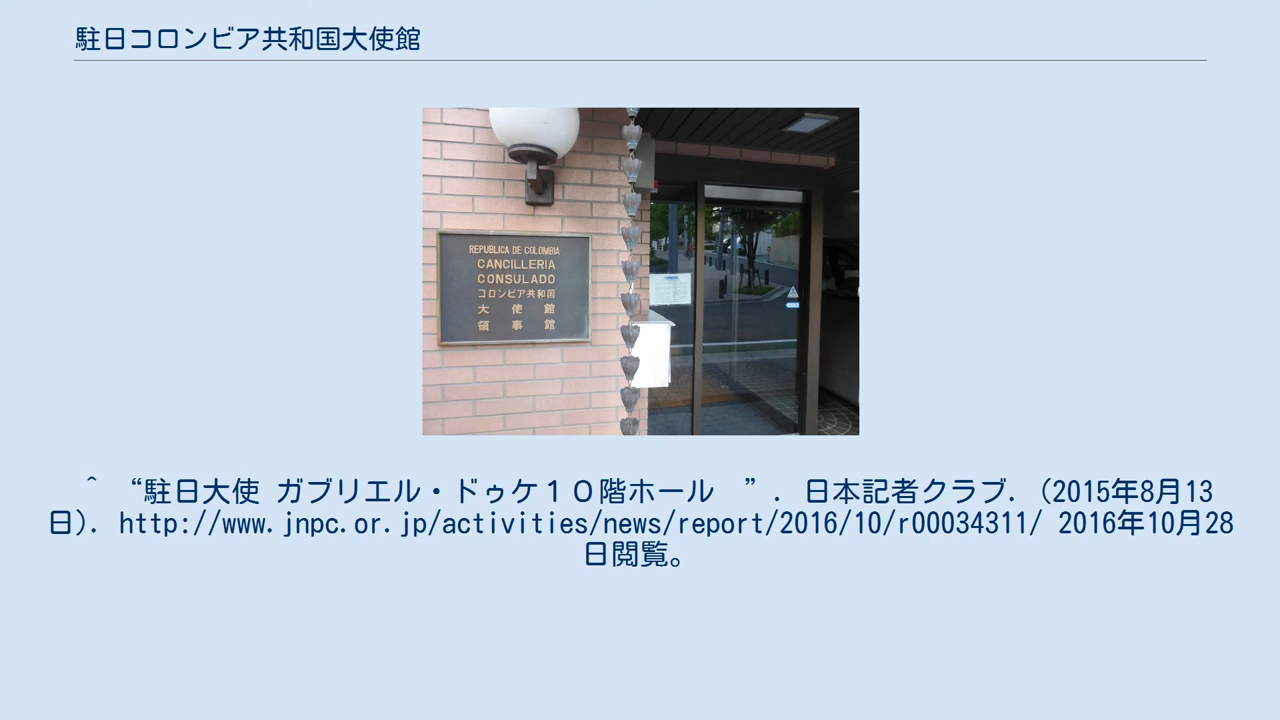 駐日コロンビア共和国大使館
REPUBLICA DE COLOMBIA
CANCILLERIA
CONSULADO
コロンビア共和国
大使館
領事館
^ “駐日大使 ガブリエル・ドゥケ１０階ホール ”. 日本記者クラブ. (2015年8月13
日). http://www.jnpc.or.jp/activities/news/report/2016/10/r00034311/ 2016年10月28
日閲覧。